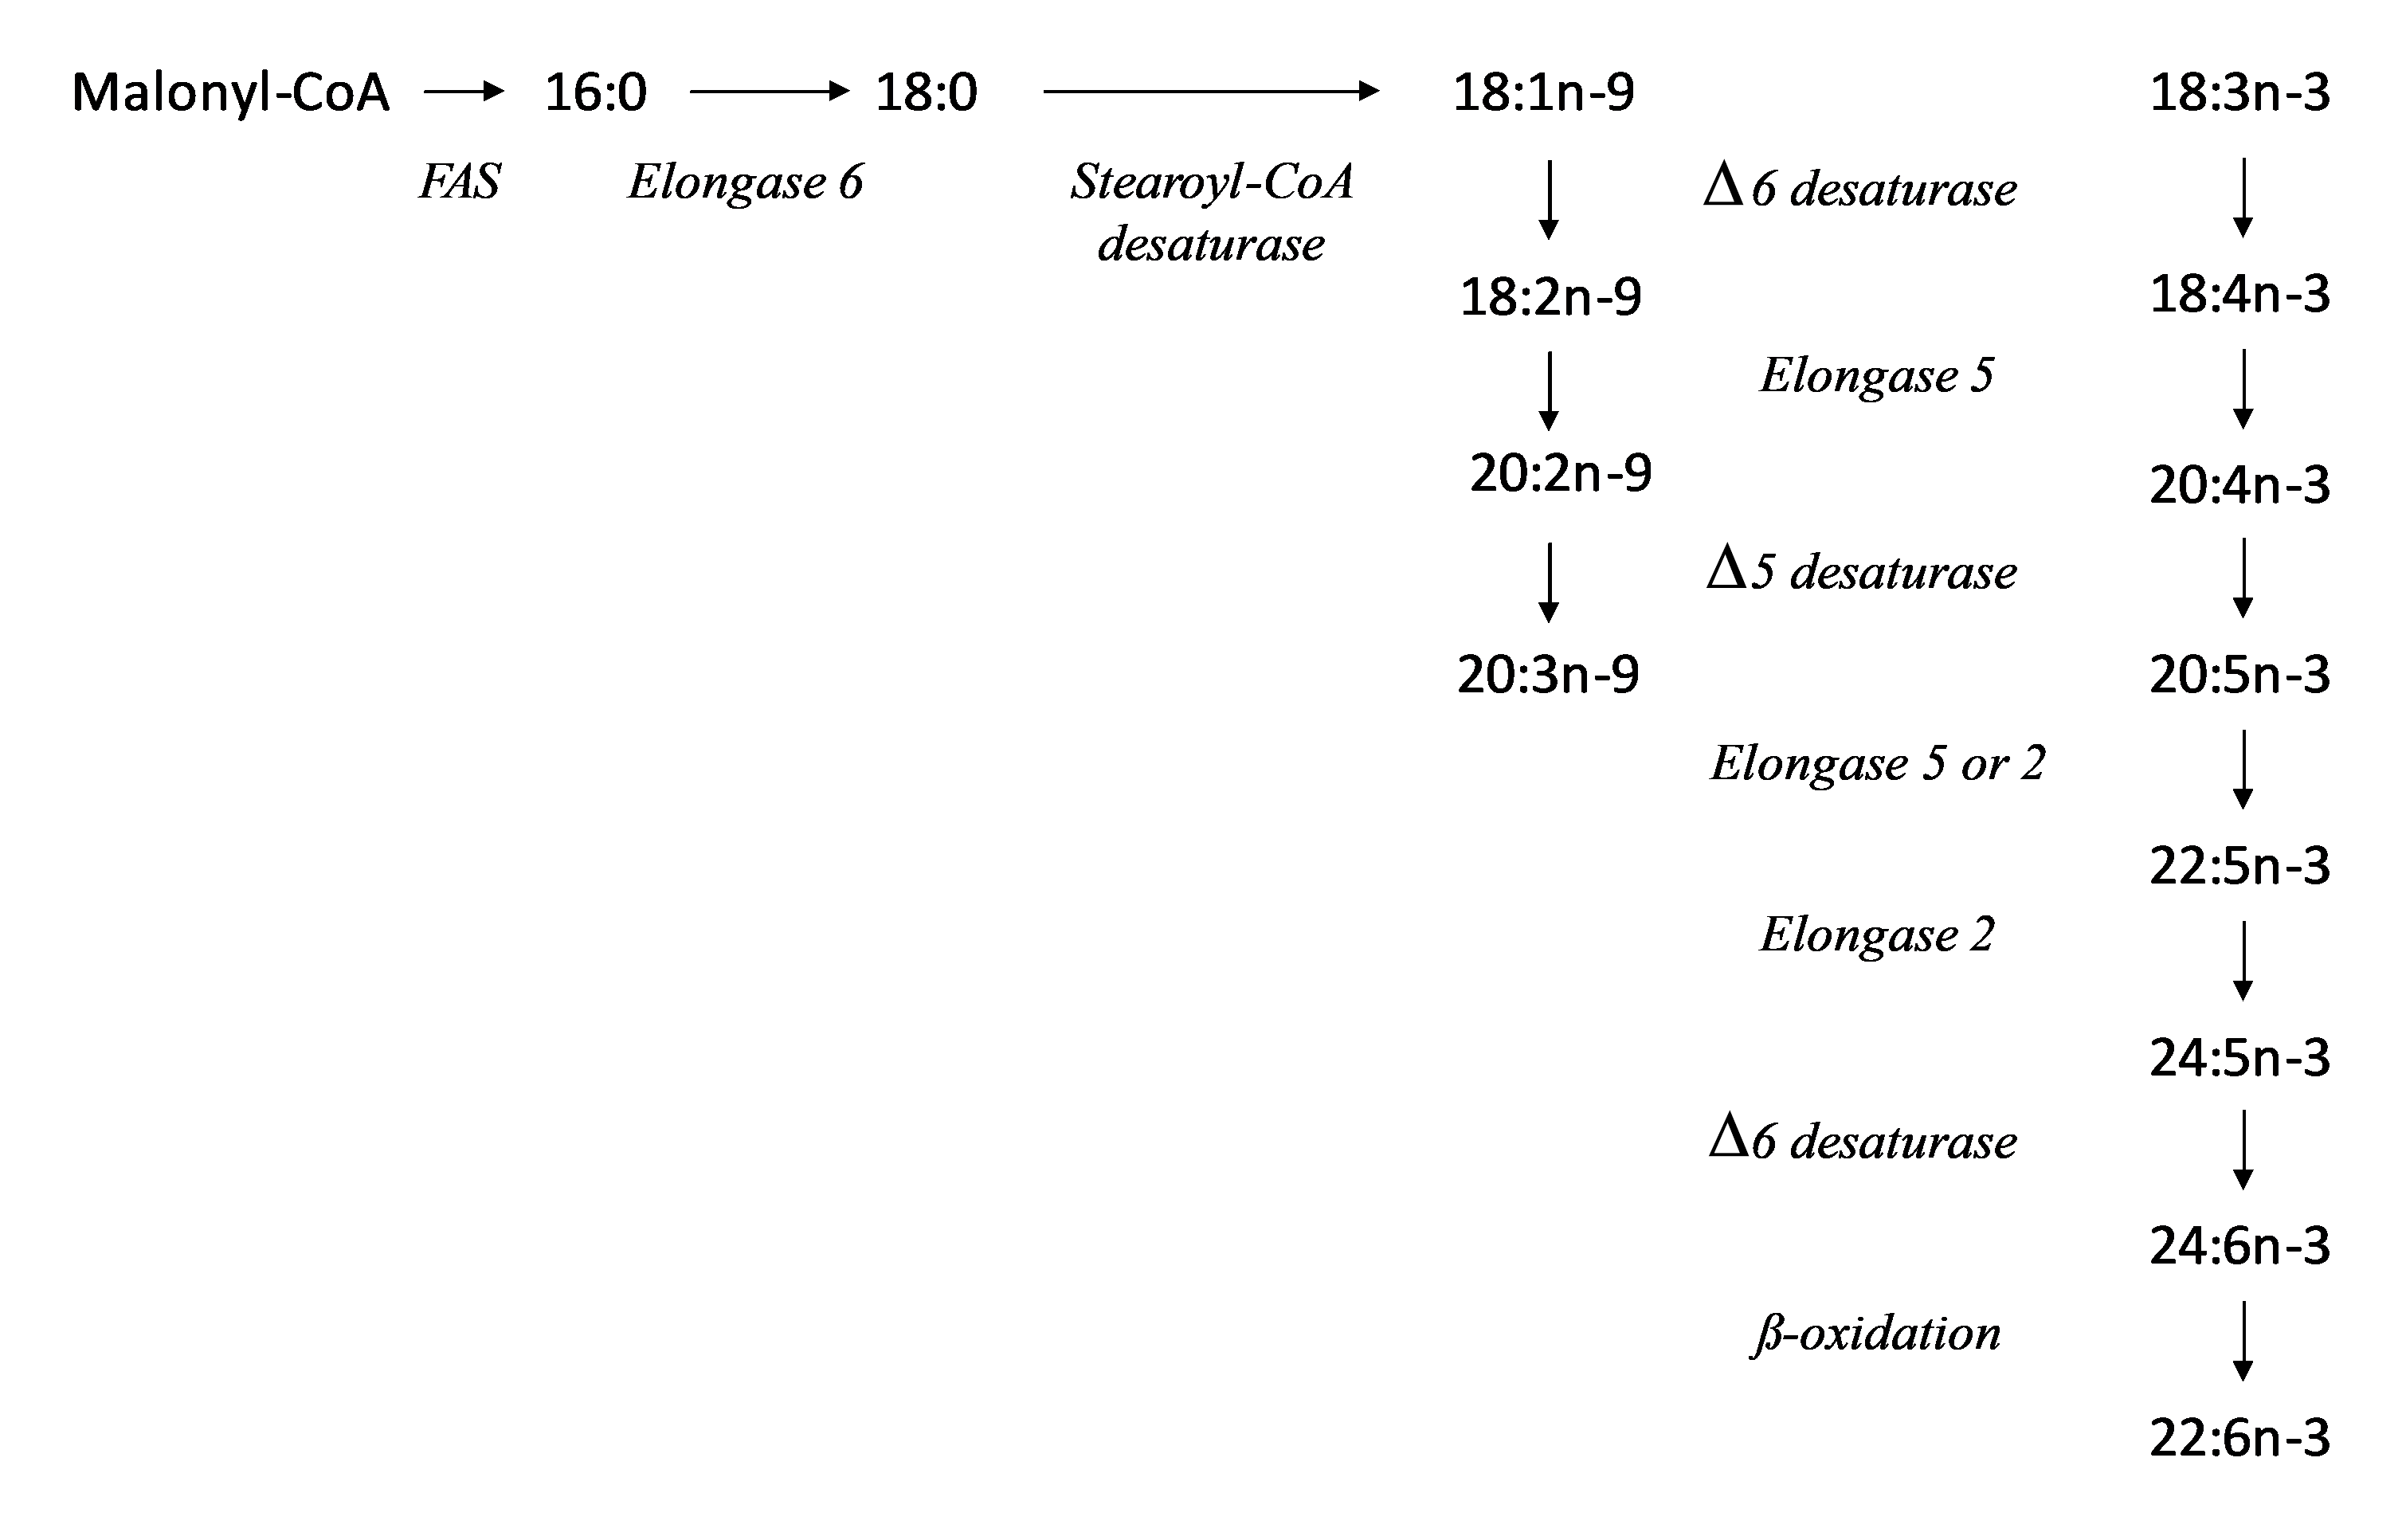 Malonyl-CoA 16:0 18:0 18:1n-9 18:3n-3
FAS Elongase 6 Stearoyl-CoA Δ6 desaturase
desaturase
18:2n-9 18:4n-3
Elongase 5
20:2n-9 20:4n-3
Δ5 desaturase
20:3n-9 20:5n-3
Elongase 5 or 2
22:5n-3
Elongase 2
24:5n-3
Δ6 desaturase
24:6n-3
ß-oxidation
22:6n-3